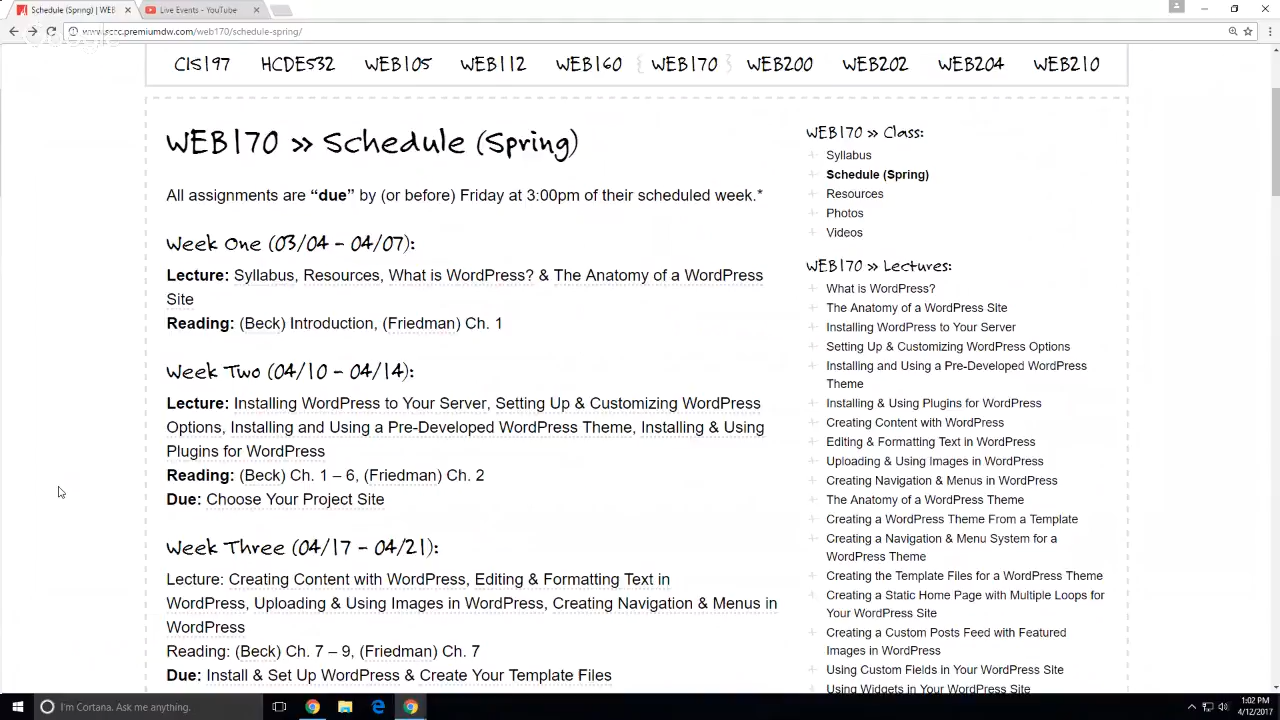 Schedule (Spring) | WEB
Live Events - YouTube
.premiumdw.com/web170/schedule-spring/
CIS197 HCDE532 WEB105 WEB112 WEB160 { WEB170 } WEB200 WEB202 WEB204 WEB210
WEB170 » Schedule (Spring)
All assignments are “due” by (or before) Friday at 3:00pm of their scheduled week.*
Week One (03/04 - 04/07):
Lecture: Syllabus, Resources, What is WordPress? & The Anatomy of a WordPress
Site
Reading: (Beck) Introduction, (Friedman) Ch. 1
Week Two (04/10 - 04/14):
Lecture: Installing WordPress to Your Server, Setting Up & Customizing WordPress
Options, Installing and Using a Pre-Developed WordPress Theme, Installing & Using
Plugins for WordPress
Reading: (Beck) Ch. 1 – 6, (Friedman) Ch. 2
Due: Choose Your Project Site
Week Three (04/17 - 04/21):
Lecture: Creating Content with WordPress, Editing & Formatting Text in
WordPress, Uploading & Using Images in WordPress, Creating Navigation & Menus in
WordPress
Reading: (Beck) Ch. 7 – 9, (Friedman) Ch. 7
Due: Install & Set Up WordPress & Create Your Template Files
WEB170 » Class:
Syllabus
Schedule (Spring)
Resources
Photos
Videos
WEB170 » Lectures:
What is WordPress?
The Anatomy of a WordPress Site
Installing WordPress to Your Server
Setting Up & Customizing WordPress Options
Installing and Using a Pre-Developed WordPress
Theme
Installing & Using Plugins for WordPress
Creating Content with WordPress
Editing & Formatting Text in WordPress
Uploading & Using Images in WordPress
Creating Navigation & Menus in WordPress
The Anatomy of a WordPress Theme
Creating a WordPress Theme From a Template
Creating a Navigation & Menu System for a
WordPress Theme
Creating the Template Files for a WordPress Theme
Creating a Static Home Page with Multiple Loops for
Your WordPress Site
Creating a Custom Posts Feed with Featured
Images in WordPress
Using Custom Fields in Your WordPress Site
Using Widgets in Your WordPress Site
I'm Cortana. Ask me anything.
1:02 PM
4/12/2017